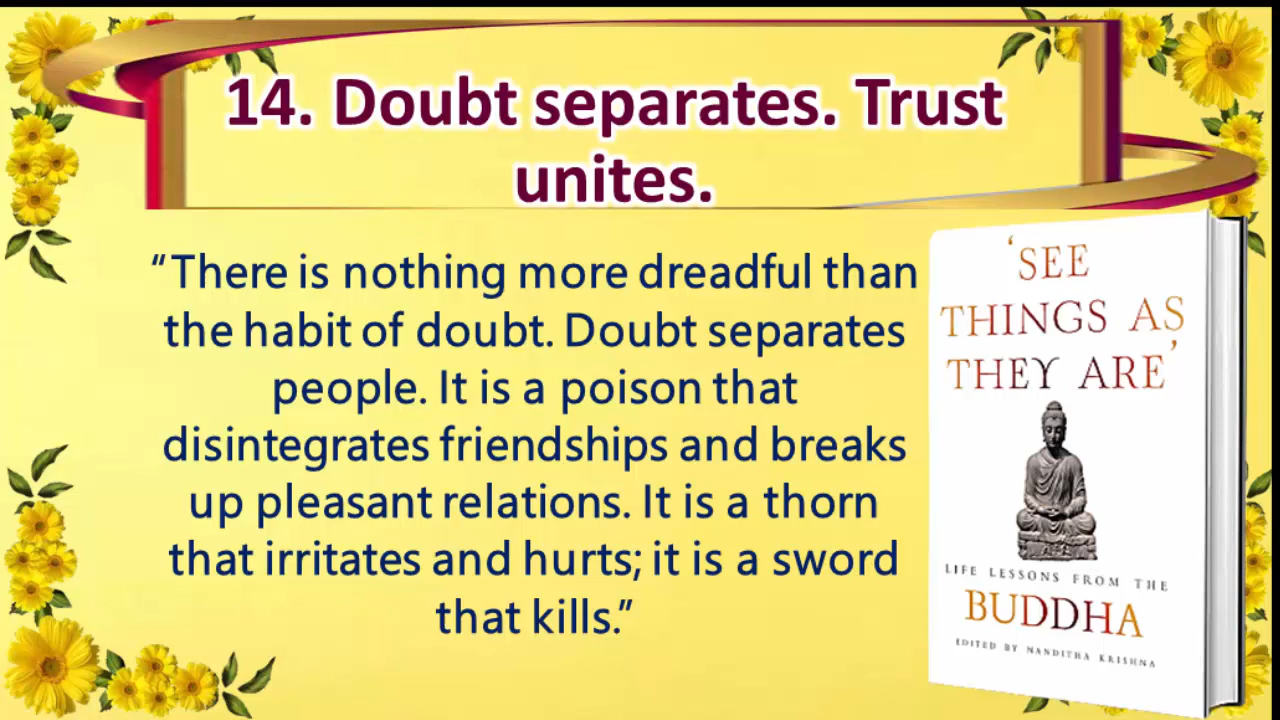 14. Doubt separates. Trust
unites.
“There is nothing more dreadful than
the habit of doubt. Doubt separates
people. It is a poison that
disintegrates friendships and breaks
up pleasant relations. It is a thorn
that irritates and hurts; it is a sword
that kills.”
‘SEE
THINGS AS
THEY ARE’
LIFE LESSONS FROM THE
BUDDHA
EDITED BY NANDITHA KRISHNA